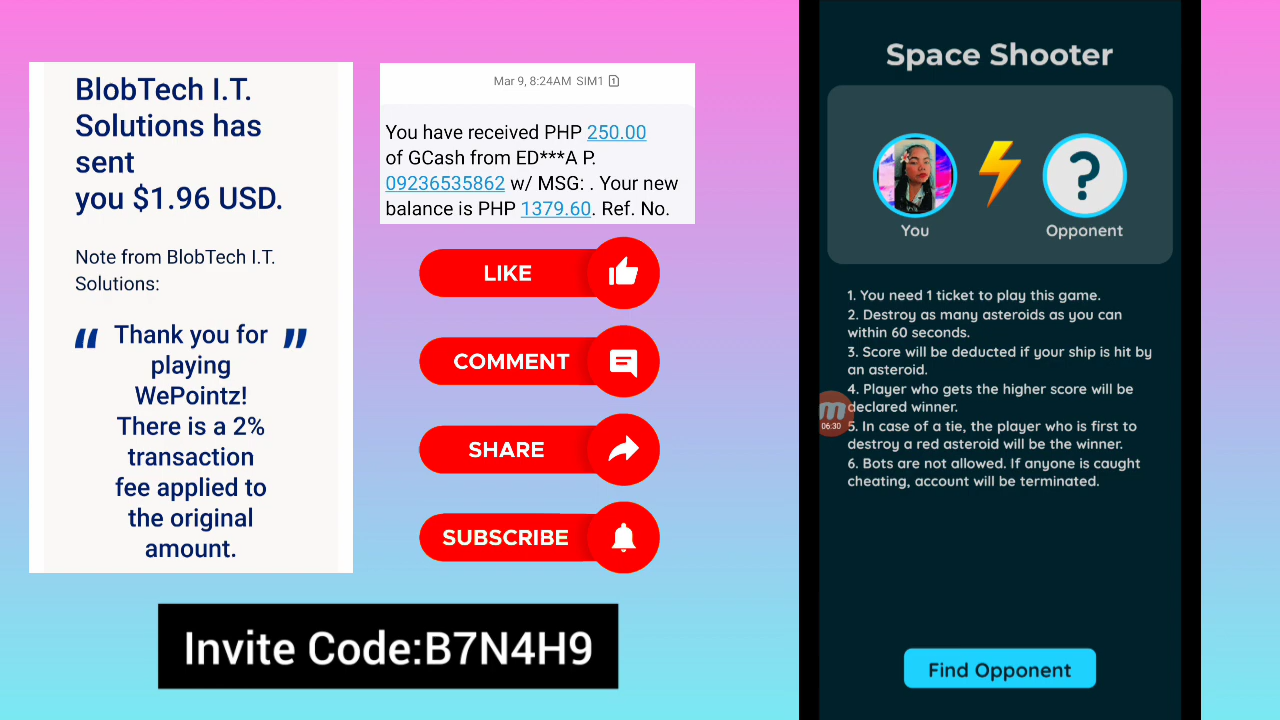 BlobTech I.T.
Solutions has
sent
you $1.96 USD.
Note from BlobTech I.T.
Solutions:
“ Thank you for ”
playing
WePointz!
There is a 2%
transaction
fee applied to
the original
amount.
Mar 9, 8:24AM SIM1 1
You have received PHP 250.00
of GCash from ED***A P.
09236535862 w/ MSG: . Your new
balance is PHP 1379.60. Ref. No.
LIKE
COMMENT
SHARE
SUBSCRIBE
Invite Code:B7N4H9
Space Shooter
?
You
Opponent
1. You need 1 ticket to play this game.
2. Destroy as many asteroids as you can
within 60 seconds.
3. Score will be deducted if your ship is hit by
an asteroid.
4. Player who gets the higher score will be
declared winner.
06:30
5. In case of a tie, the player who is first to
destroy a red asteroid will be the winner.
6. Bots are not allowed. If anyone is caught
cheating, account will be terminated.
Find Opponent